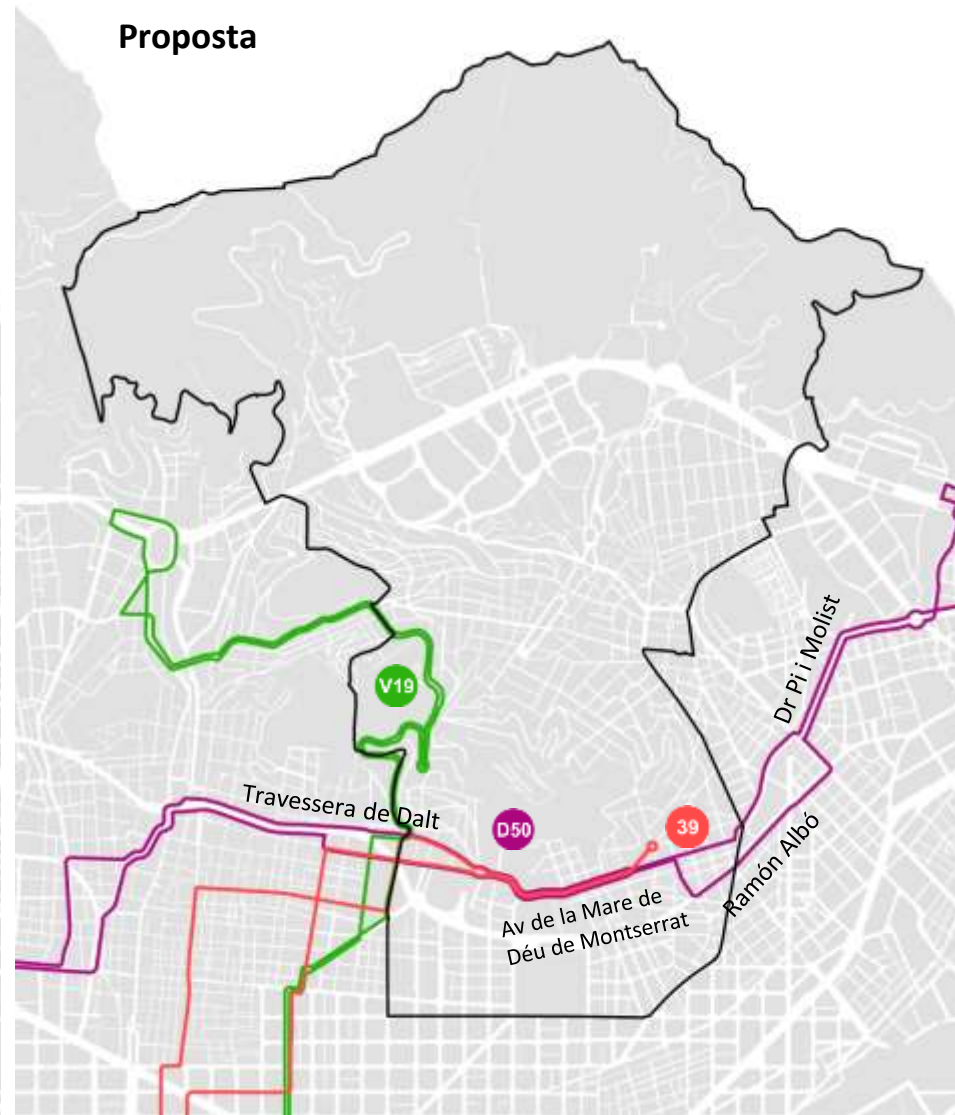 Proposta
Dr Pi i Molist
V19
Travessera de Dalt
D50
39
Ramón Albó
Av de la Mare de
Déu de Montserrat